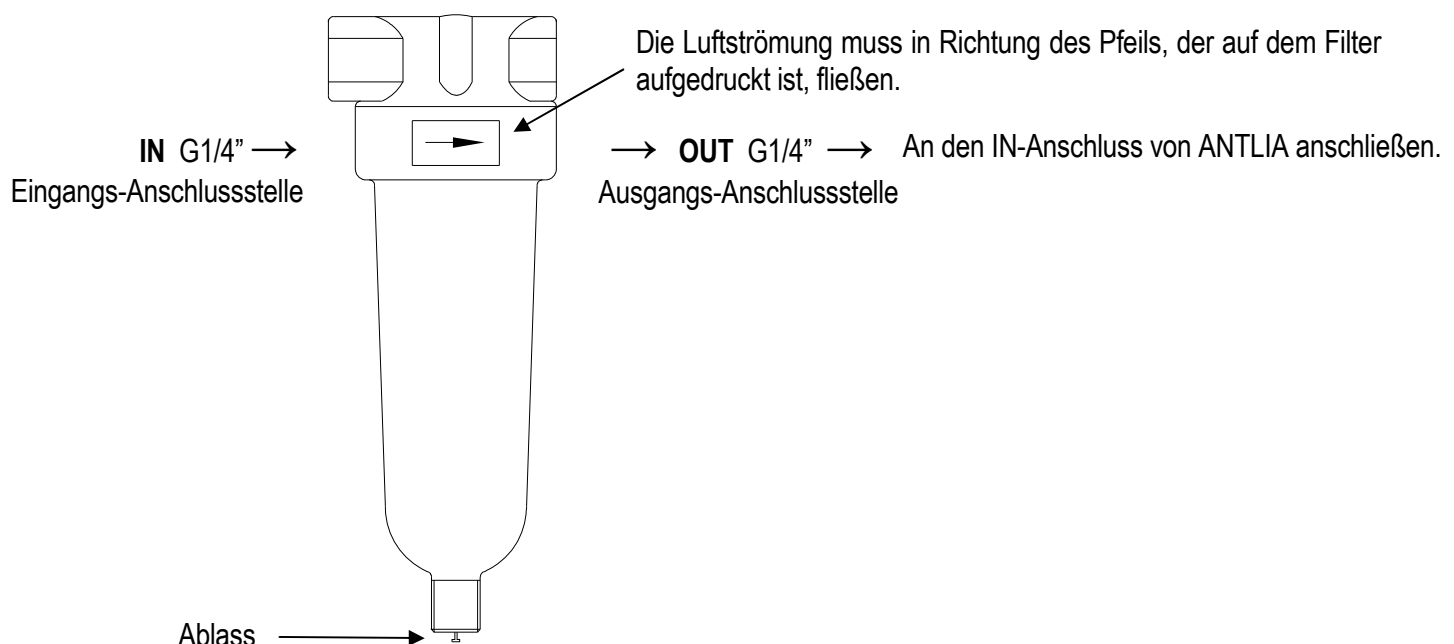 Die Luftströmung muss in Richtung des Pfeils, der auf dem Filter
aufgedruckt ist, fließen.
IN G1/4” → → OUT G1/4” → An den IN-Anschluss von ANTLIA anschließen.
Eingangs-Anschlussstelle Ausgangs-Anschlussstelle
Ablass